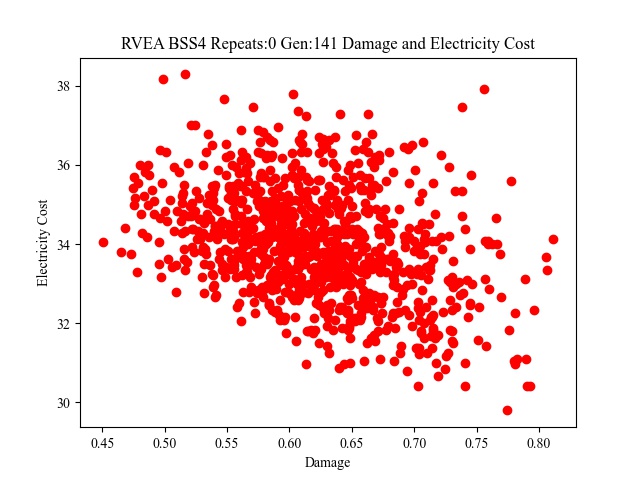 RVEA BSS4 Repeats:0 Gen:141 Damage and Electricity Cost
38
36
34
32
30
Electricity Cost
0.45 0.50 0.55 0.60 0.65 0.70 0.75 0.80
Damage